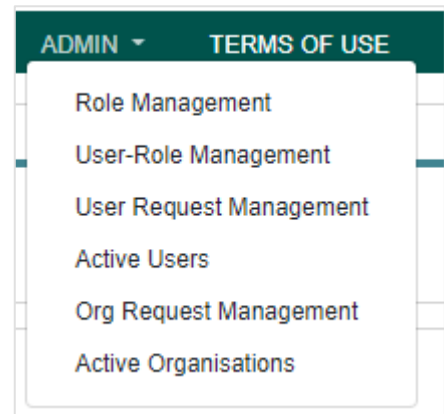 ADMIN TERMS OF USE
Role Management
User-Role Management
User Request Management
Active Users
Org Request Management
Active Organisations